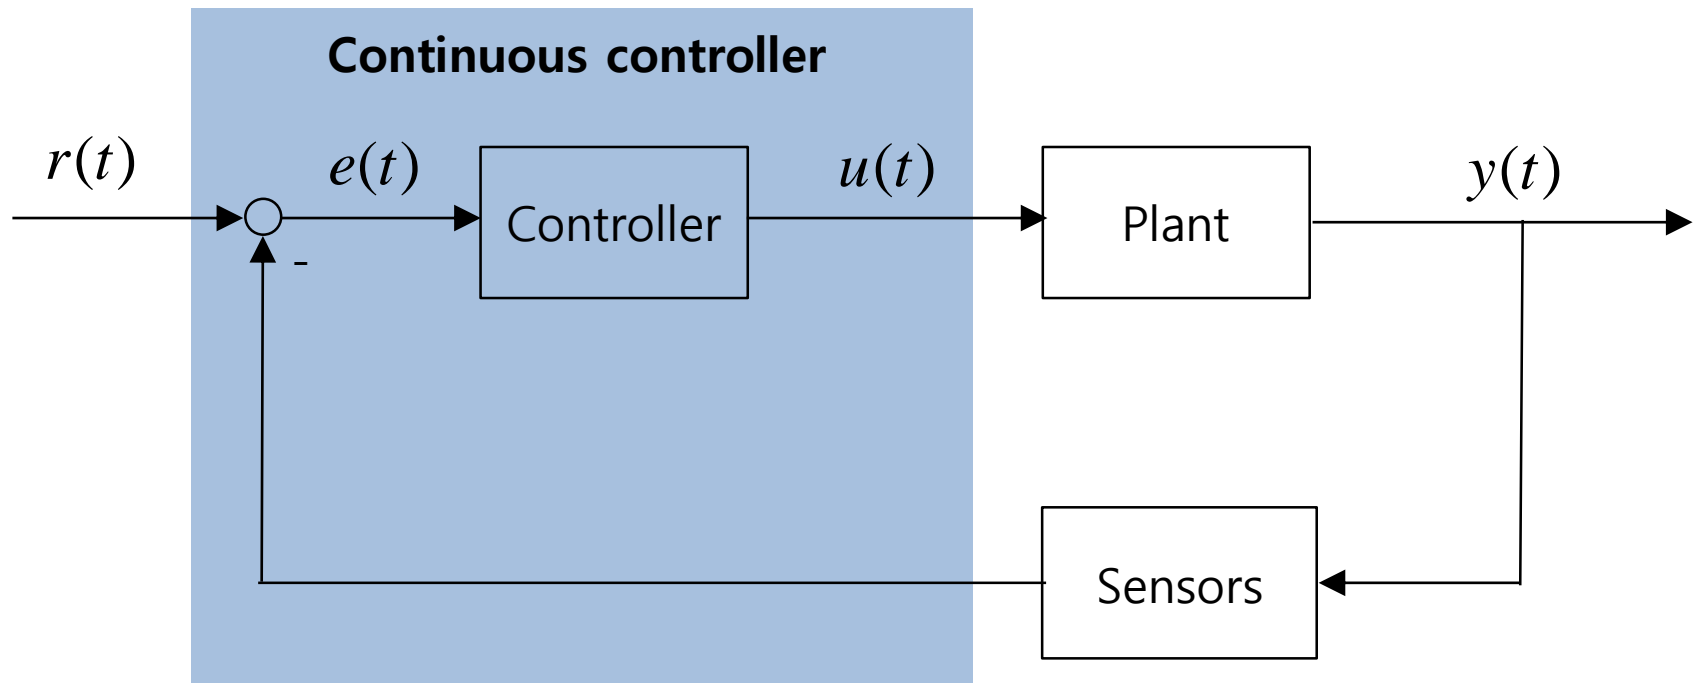 Continuous controller
r(t)
e(t)
u(t)
y(t)
Controller
Plant
-
Sensors